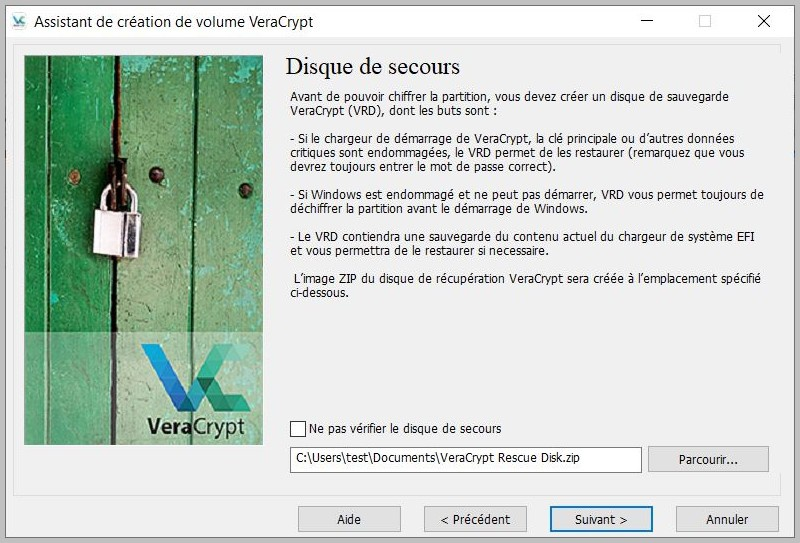 Assistant de création de volume VeraCrypt
Disque de secours
Avant de pouvoir chiffrer la partition, vous devez créer un disque de sauvegarde
VeraCrypt (VRD), dont les buts sont :
- Si le chargeur de démarrage de VeraCrypt, la clé principale ou d'autres données
critiques sont endommagées, le VRD permet de les restaurer (remarquez que vous
devrez toujours entrer le mot de passe correct).
- Si Windows est endommagé et ne peut pas démarrer, VRD vous permet toujours de
déchiffrer la partition avant le démarrage de Windows.
- Le VRD contiendra une sauvegarde du contenu actuel du chargeur de système EFI
et vous permettra de le restaurer si necessaire.
L'image ZIP du disque de récupération VeraCrypt sera créée à l'emplacement spécifié
ci-dessous.
VeraCrypt
Ne pas vérifier le disque de secours
C:\Users\test\Documents\VeraCrypt Rescue Disk.zip
Parcourir...
Aide
< Précédent
Suivant >
Annuler